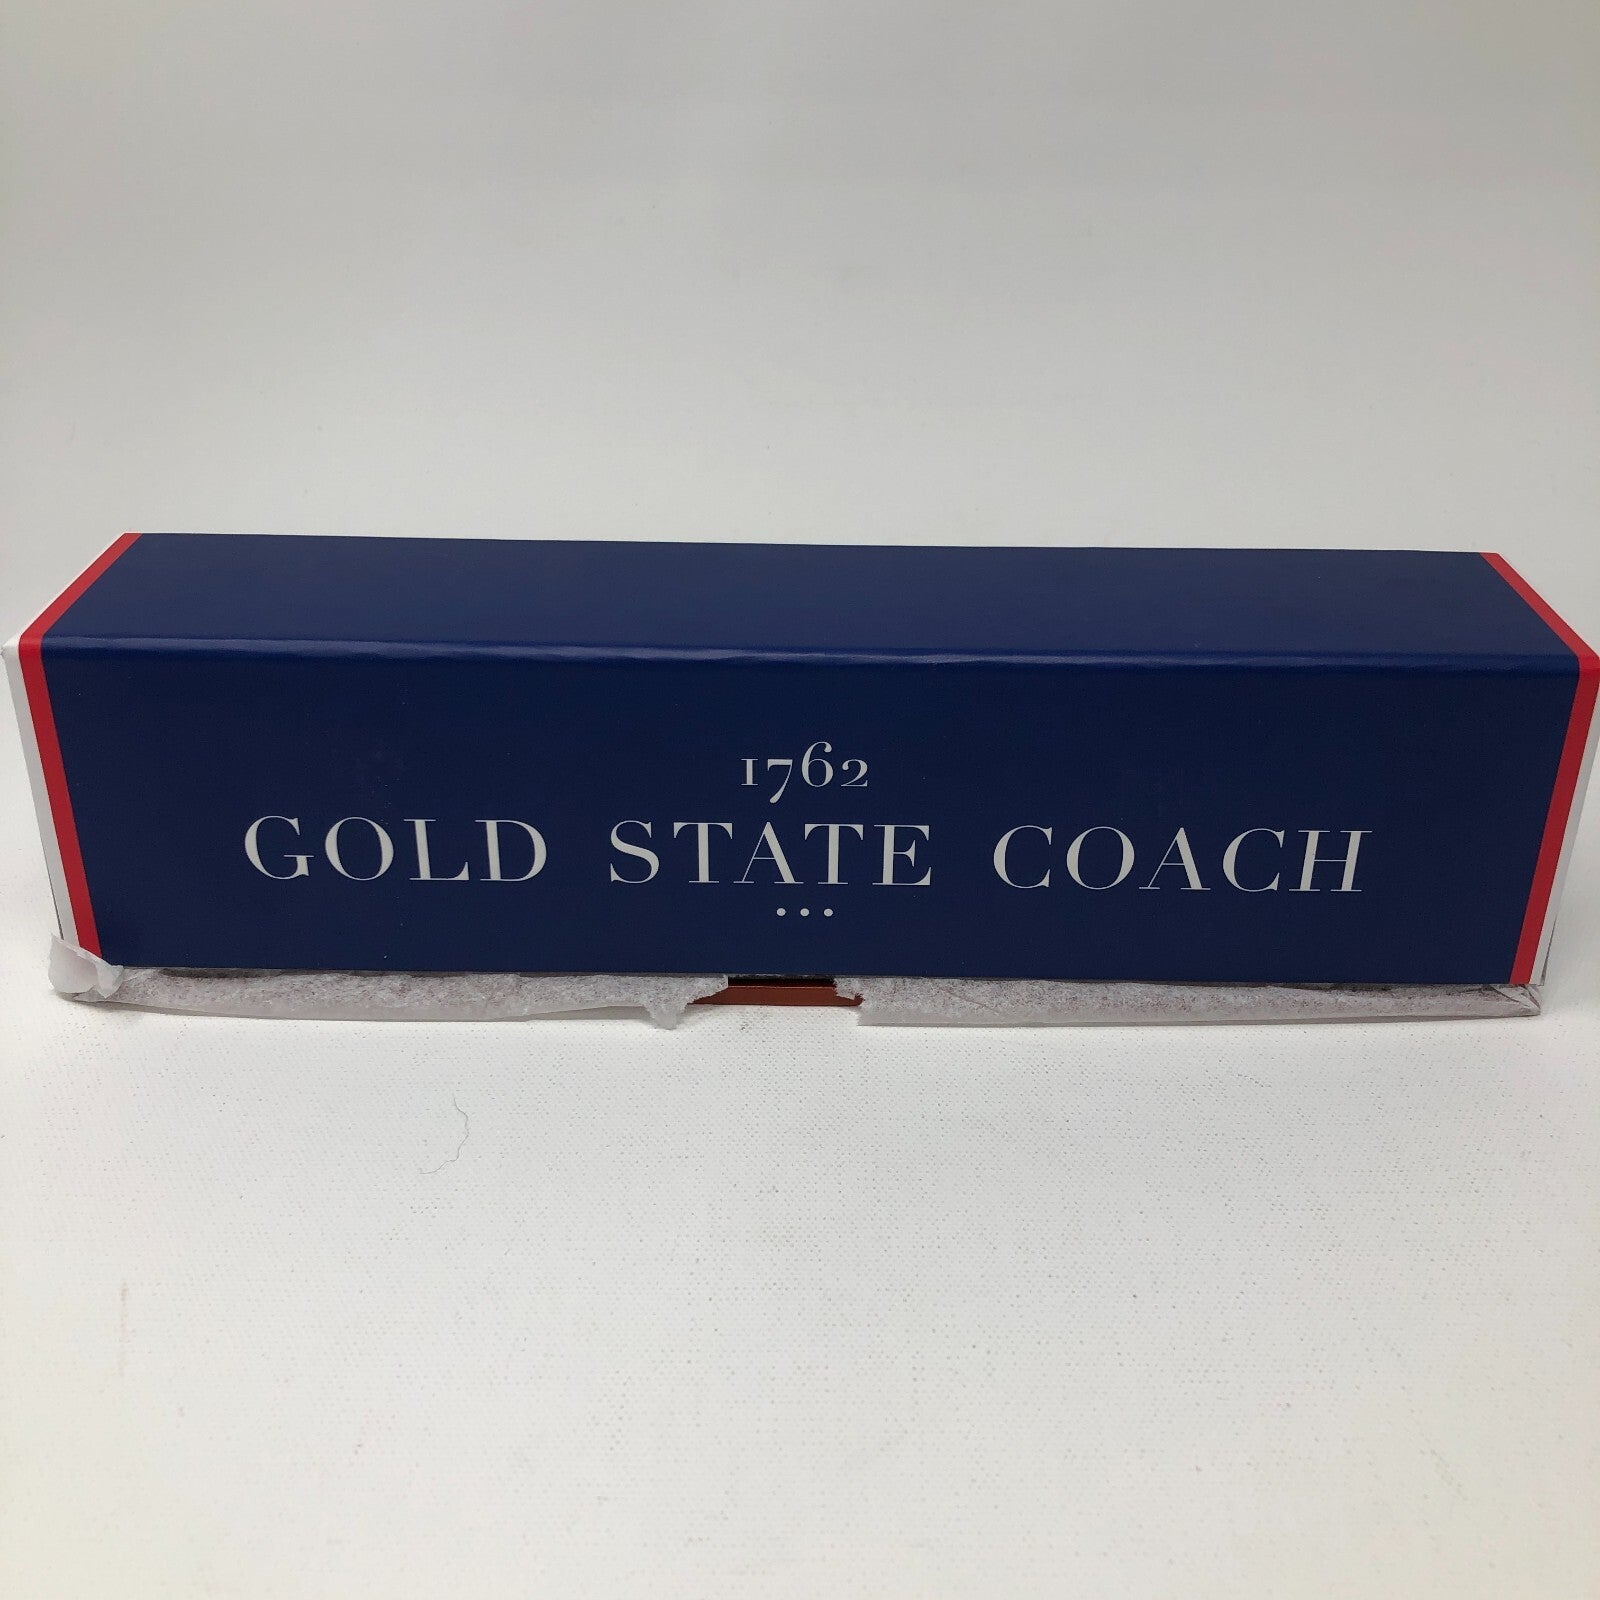 1762
GOLD STATE COACH
...